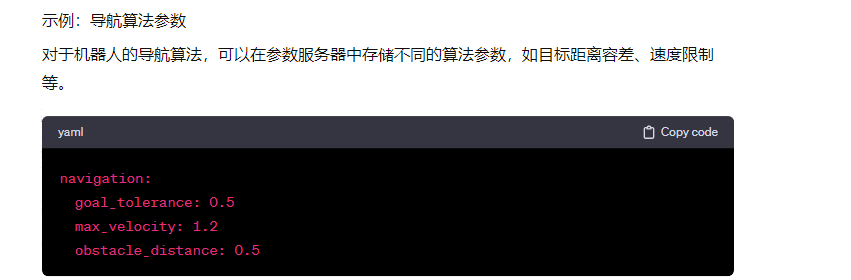 示例：导航算法参数
对于机器人的导航算法，可以在参数服务器中存储不同的算法参数，如目标距离容差、速度限制
等。
yaml Copy code
navigation:
  goal_tolerance: 0.5
  max_velocity: 1.2
  obstacle_distance: 0.5